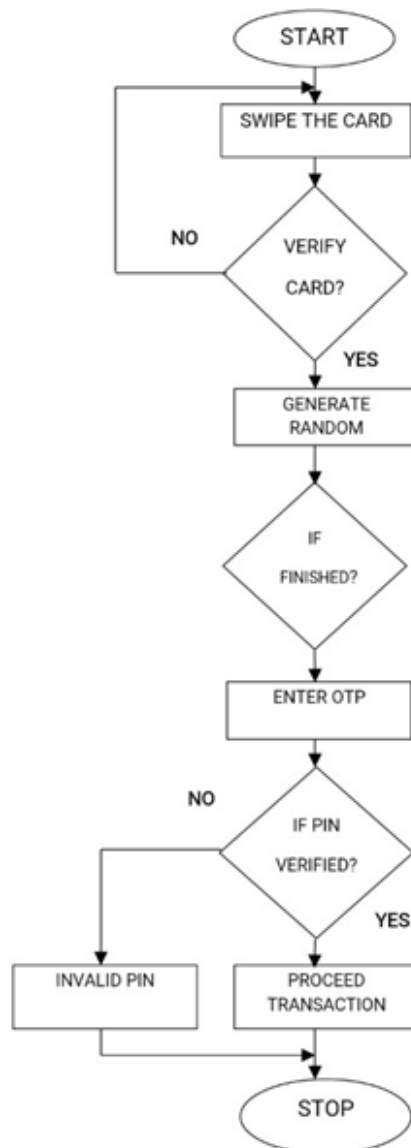 START
SWIPE THE CARD
NO
VERIFY
CARD?
YES
GENERATE
RANDOM
IF
FINISHED?
ENTER OTP
NO
IF PIN
VERIFIED?
YES
INVALID PIN
PROCEED
TRANSACTION
STOP